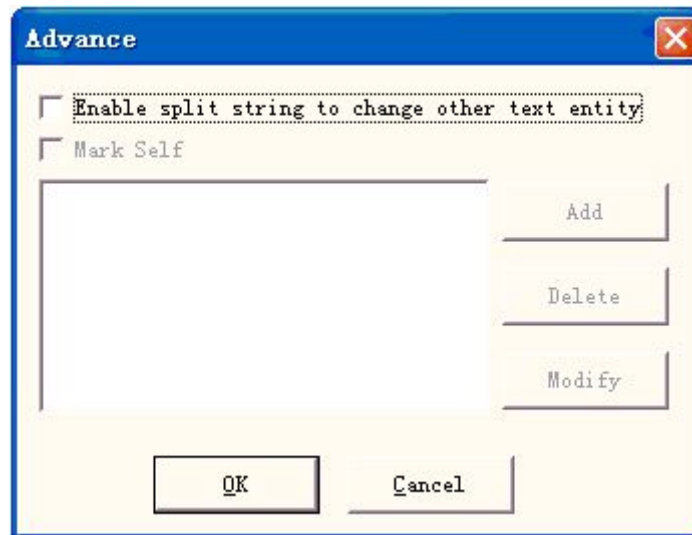 Advance
Enable split string to change other text entity
Mark Self
Add
Delete
Modify
OK
Cancel